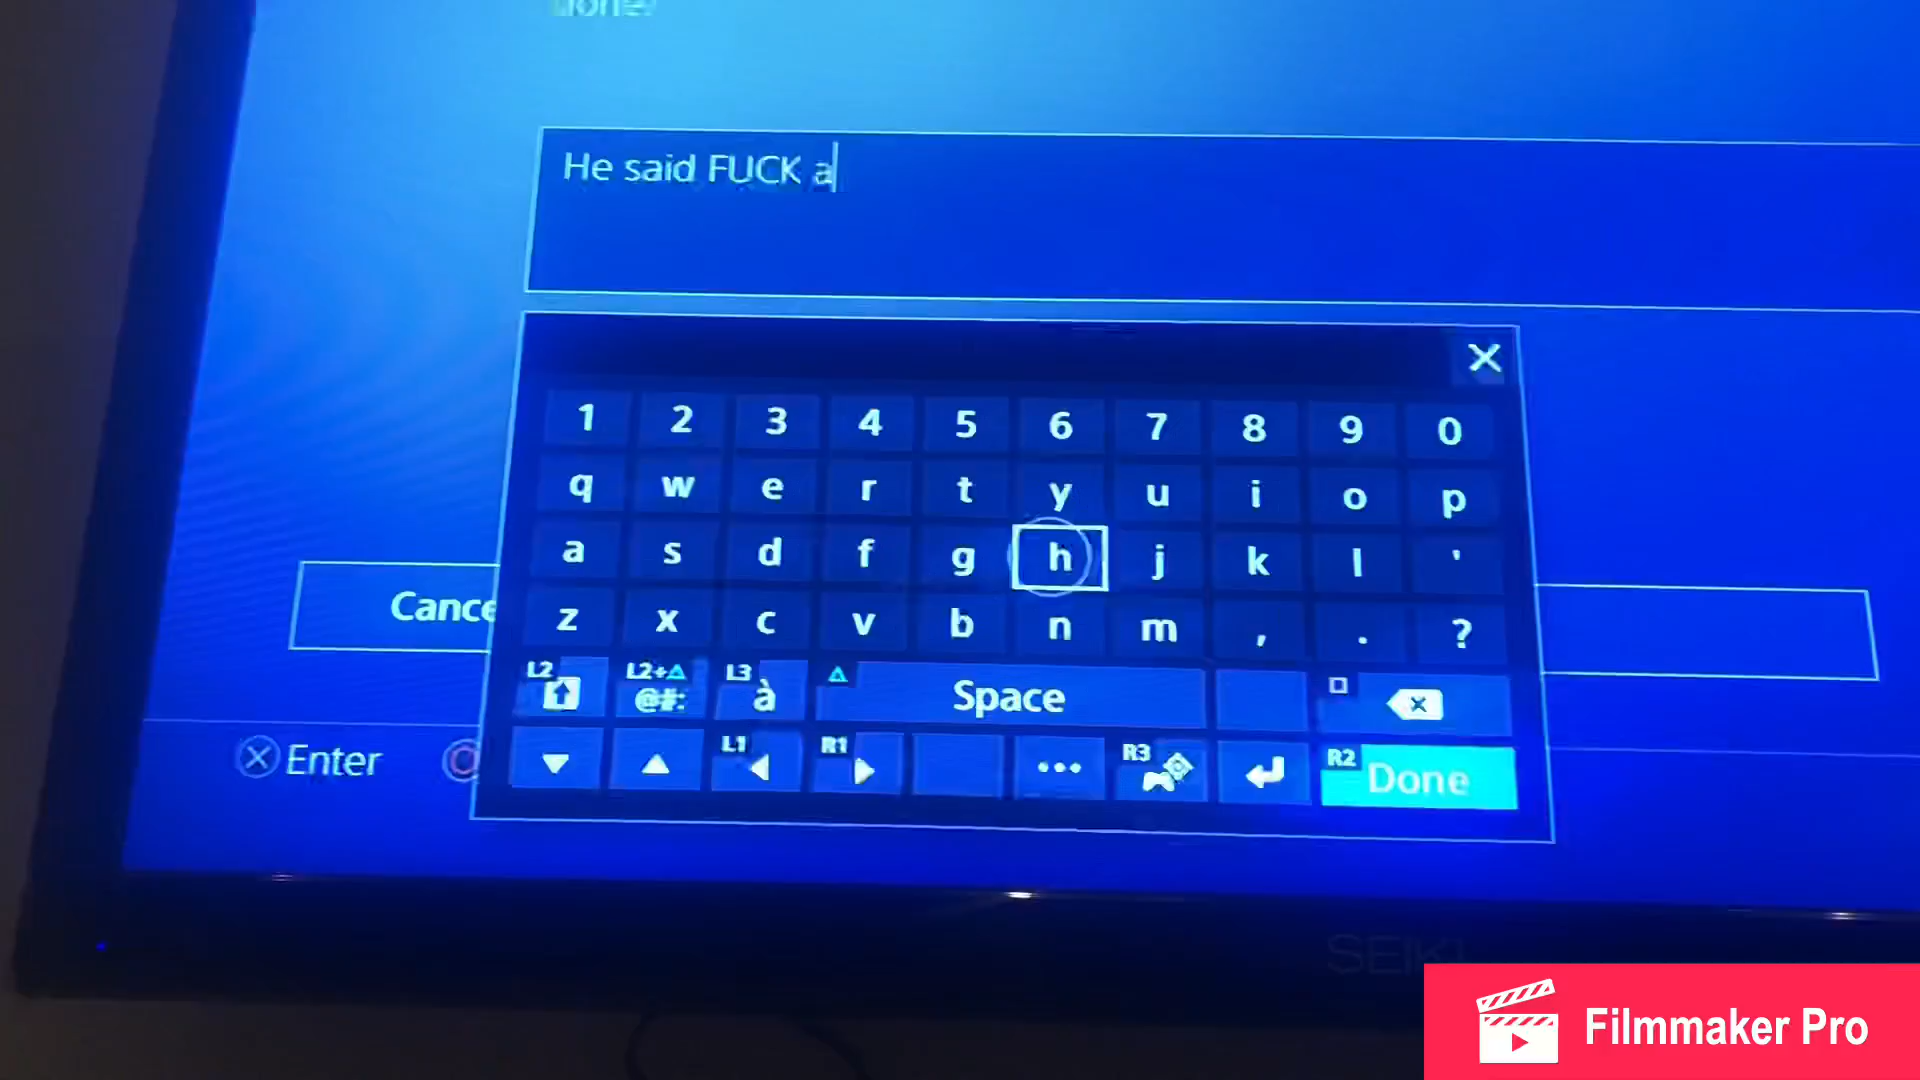 He said FUCK a
1 2 3 4 5 6 7 8 9 0
q w e r t y u i o p
a s d f g h j k l '
z x c v b n m , . ?
L2 L2+△ @#: L3 à △ Space □
L1 R1 ••• R3 R2 Done
Cance
Enter
SEIKI
Filmmaker Pro